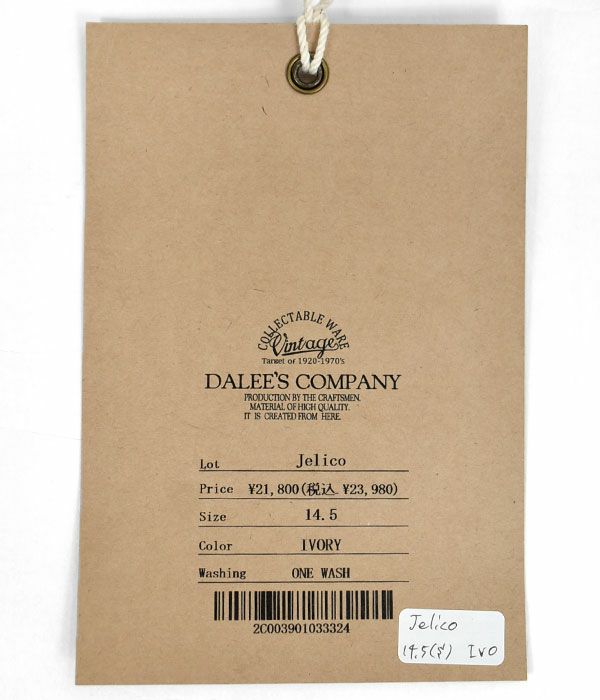 COLLECTABLE WARE
Vintage
Tarset of 1920-1970's
DALEE'S COMPANY
PRODUCTION BY THE CRAFTSMEN.
MATERIAL OF HIGH QUALITY.
IT IS CREATED FROM HERE.
Lot Jelico
Price ¥21,800(税込 ¥23,980)
Size 14.5
Color IVORY
Washing ONE WASH
2C003901033324
Jelico
14.5(S) IVO